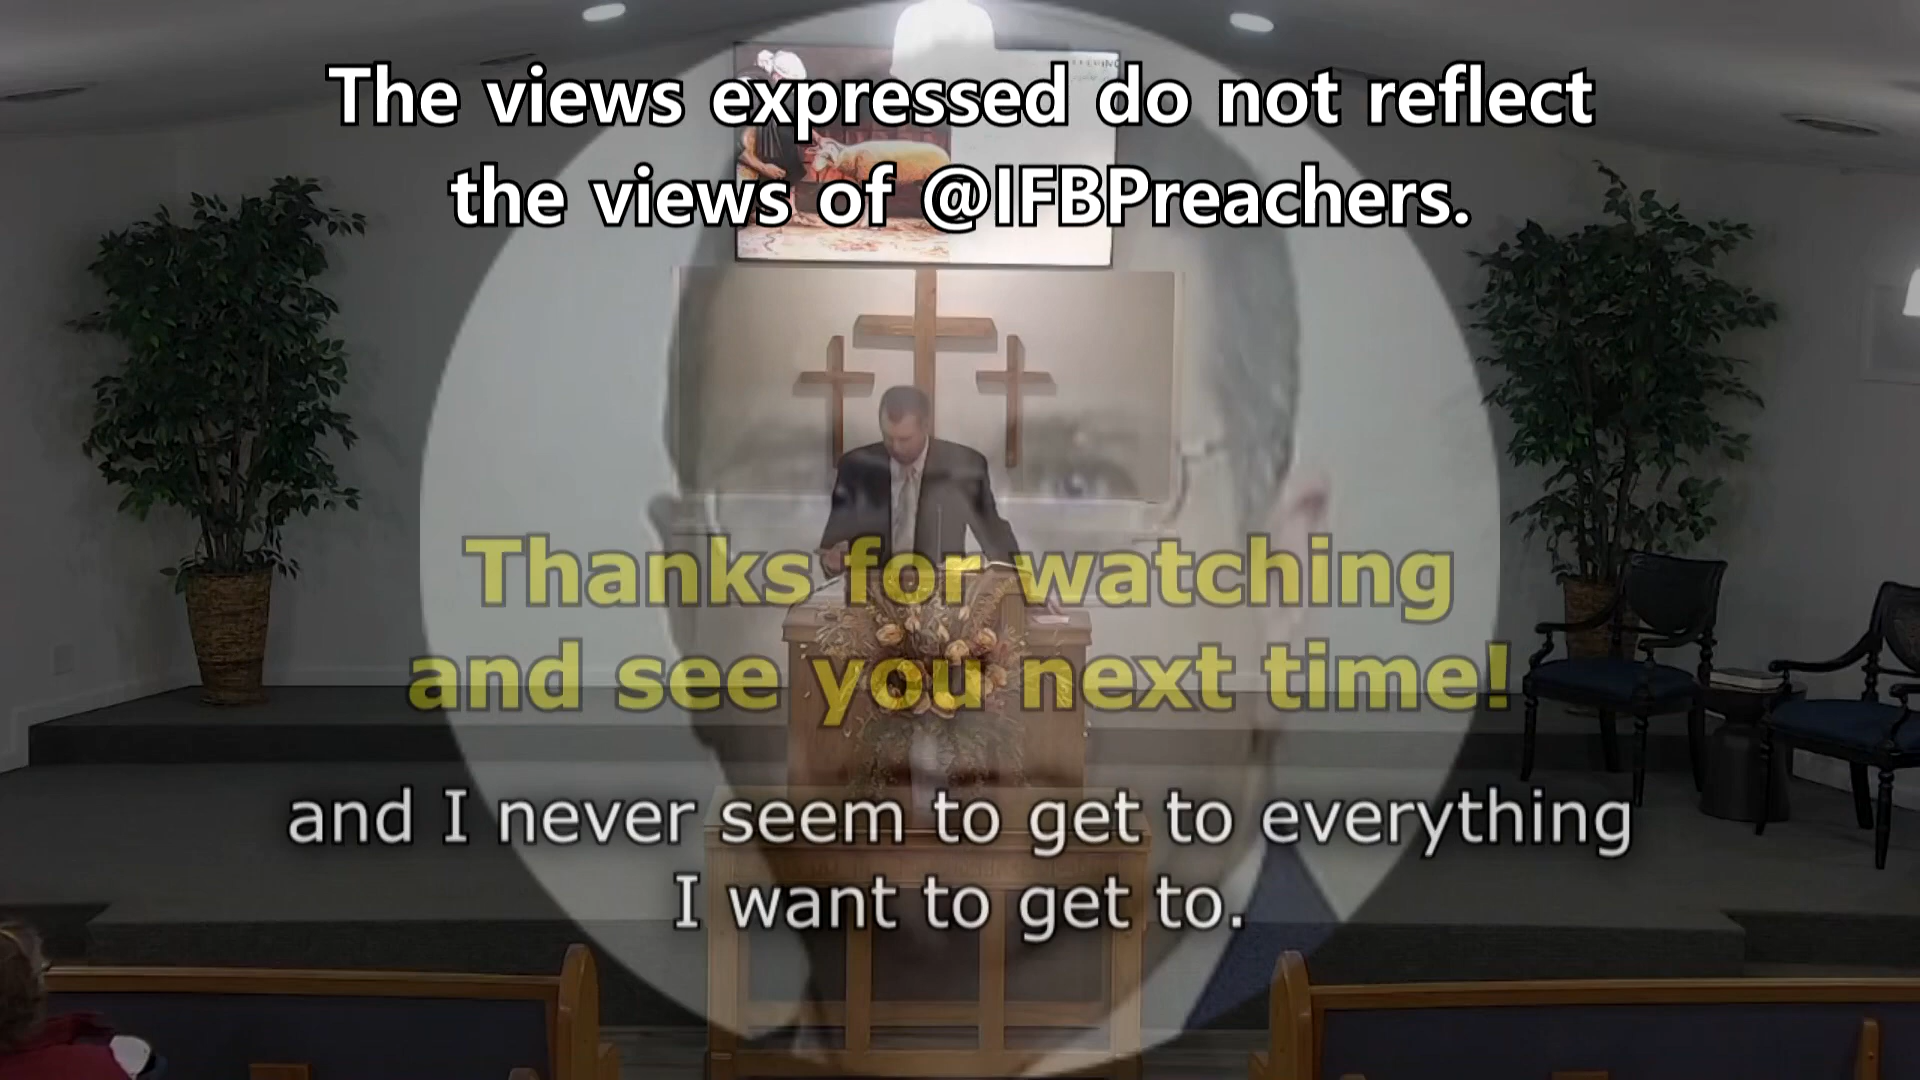 The views expressed do not reflect
the views of @IFBPreachers.
Thanks for watching
and see you next time!
and I never seem to get to everything
I want to get to.